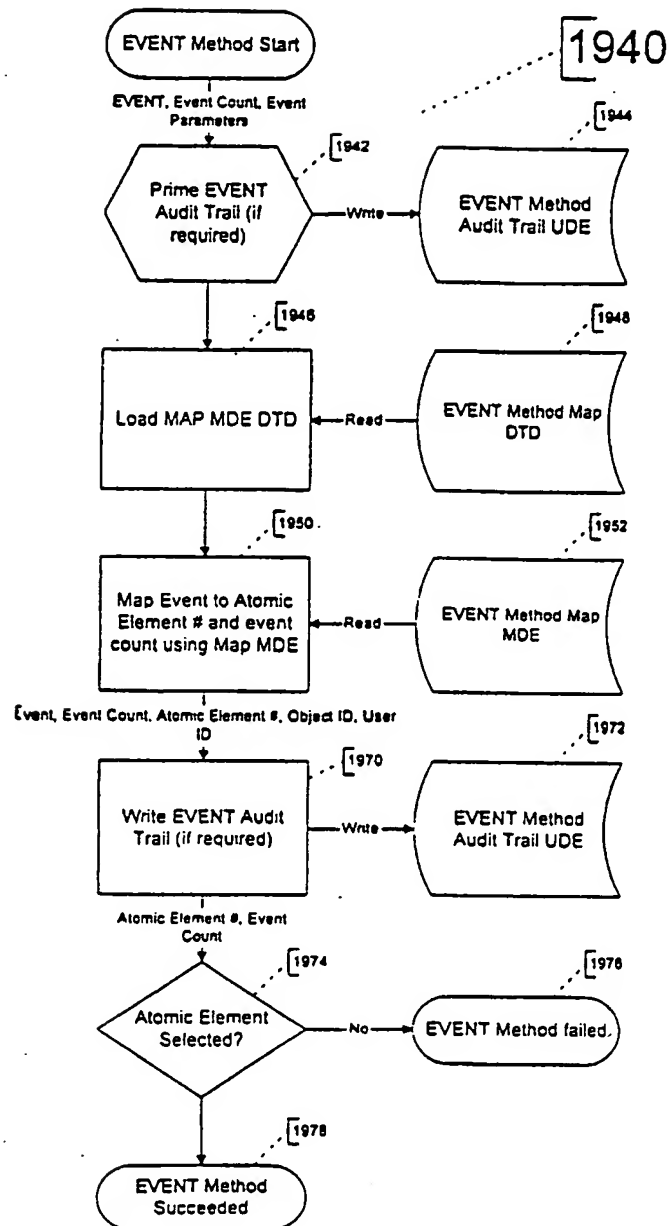 EVENT Method Start
1940
EVENT, Event Count, Event
Parameters
1942
1944
Prime EVENT
Audit Trail (if
required)
Write
EVENT Method
Audit Trail UDE
1946
1948
Load MAP MDE DTD
Read
EVENT Method Map
DTD
1950
1952
Map Event to Atomic
Element # and event
count using Map MDE
Read
EVENT Method Map
MDE
Event, Event Count, Atomic Element #, Object ID, User
ID
1970
1972
Write EVENT Audit
Trail (if required)
Write
EVENT Method
Audit Trail UDE
Atomic Element #, Event
Count
1974
1976
Atomic Element
Selected?
No
EVENT Method failed.
1978
EVENT Method
Succeeded